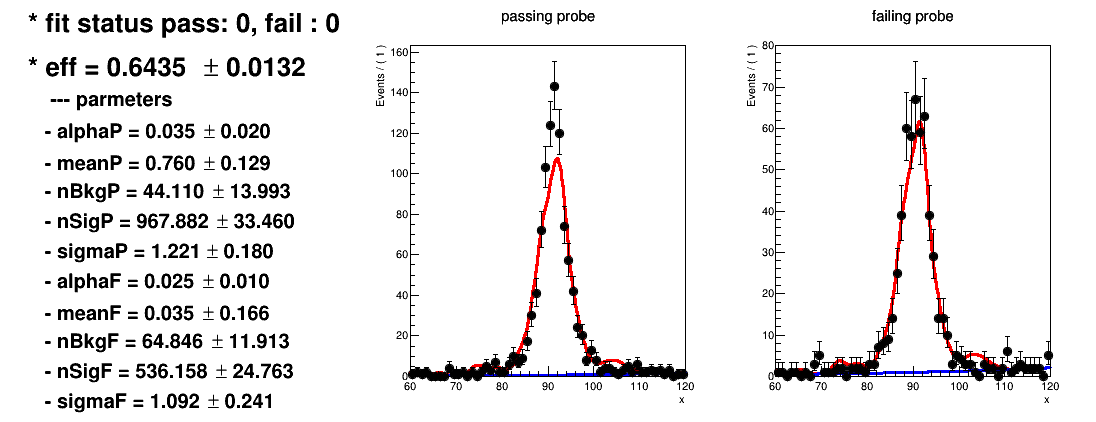 * fit status pass: 0, fail : 0
* eff = 0.6435 ± 0.0132
--- parmeters
- alphaP = 0.035 ± 0.020
- meanP = 0.760 ± 0.129
- nBkgP = 44.110 ± 13.993
- nSigP = 967.882 ± 33.460
- sigmaP = 1.221 ± 0.180
- alphaF = 0.025 ± 0.010
- meanF = 0.035 ± 0.166
- nBkgF = 64.846 ± 11.913
- nSigF = 536.158 ± 24.763
- sigmaF = 1.092 ± 0.241
passing probe
Events / ( 1 )
160
140
120
100
80
60
40
20
0
60 70 80 90 100 110 120
x
failing probe
Events / ( 1 )
80
70
60
50
40
30
20
10
0
60 70 80 90 100 110 120
x